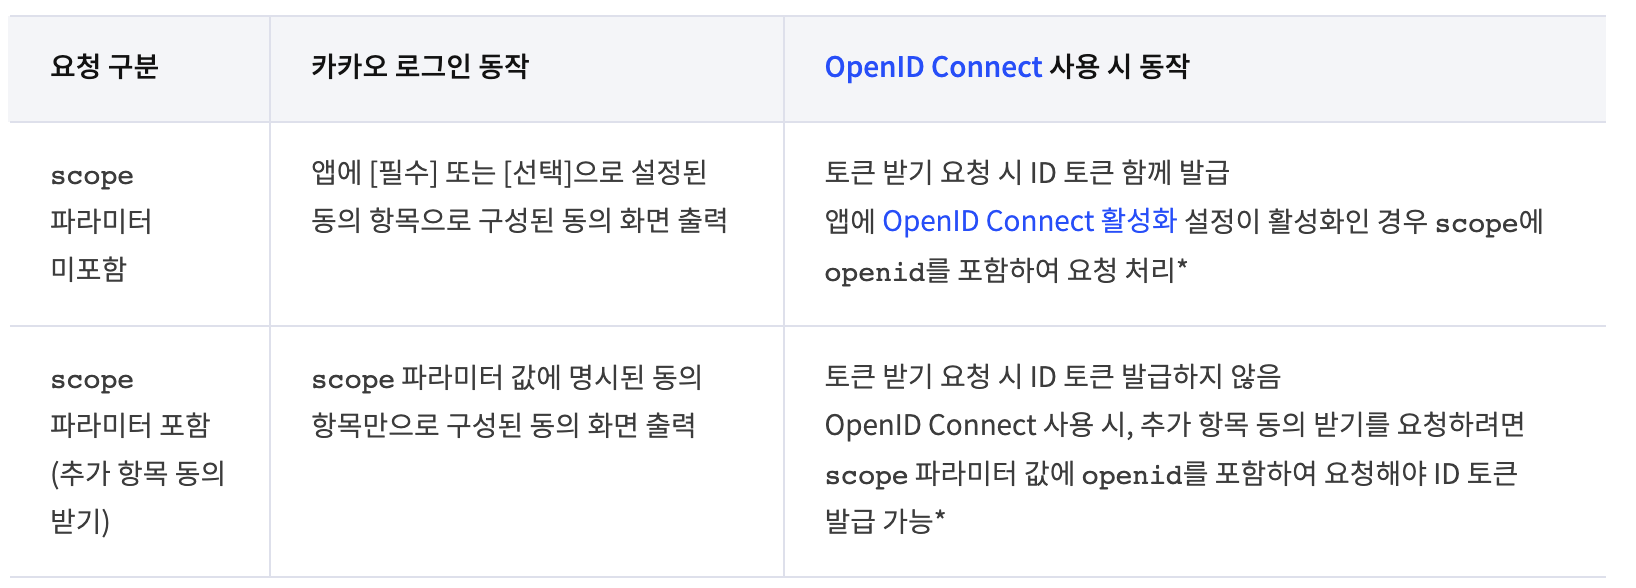 요청 구분
카카오 로그인 동작
OpenID Connect 사용 시 동작
scope
파라미터
미포함
앱에 [필수] 또는 [선택]으로 설정된
동의 항목으로 구성된 동의 화면 출력
토큰 받기 요청 시 ID 토큰 함께 발급
앱에 OpenID Connect 활성화 설정이 활성화인 경우 scope에
openid를 포함하여 요청 처리*
scope
파라미터 포함
(추가 항목 동의
받기)
scope 파라미터 값에 명시된 동의
항목만으로 구성된 동의 화면 출력
토큰 받기 요청 시 ID 토큰 발급하지 않음
OpenID Connect 사용 시, 추가 항목 동의 받기를 요청하려면
scope 파라미터 값에 openid를 포함하여 요청해야 ID 토큰
발급 가능*